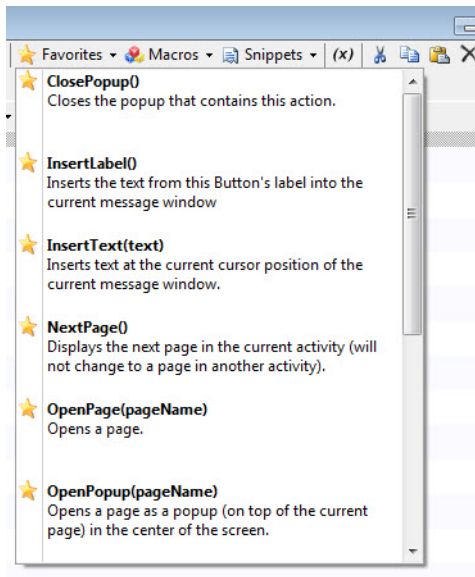 Favorites Macros Snippets (x)
ClosePopup()
Closes the popup that contains this action.
InsertLabel()
Inserts the text from this Button's label into the
current message window
InsertText(text)
Inserts text at the current cursor position of the
current message window.
NextPage()
Displays the next page in the current activity (will
not change to a page in another activity).
OpenPage(pageName)
Opens a page.
OpenPopup(pageName)
Opens a page as a popup (on top of the current
page) in the center of the screen.